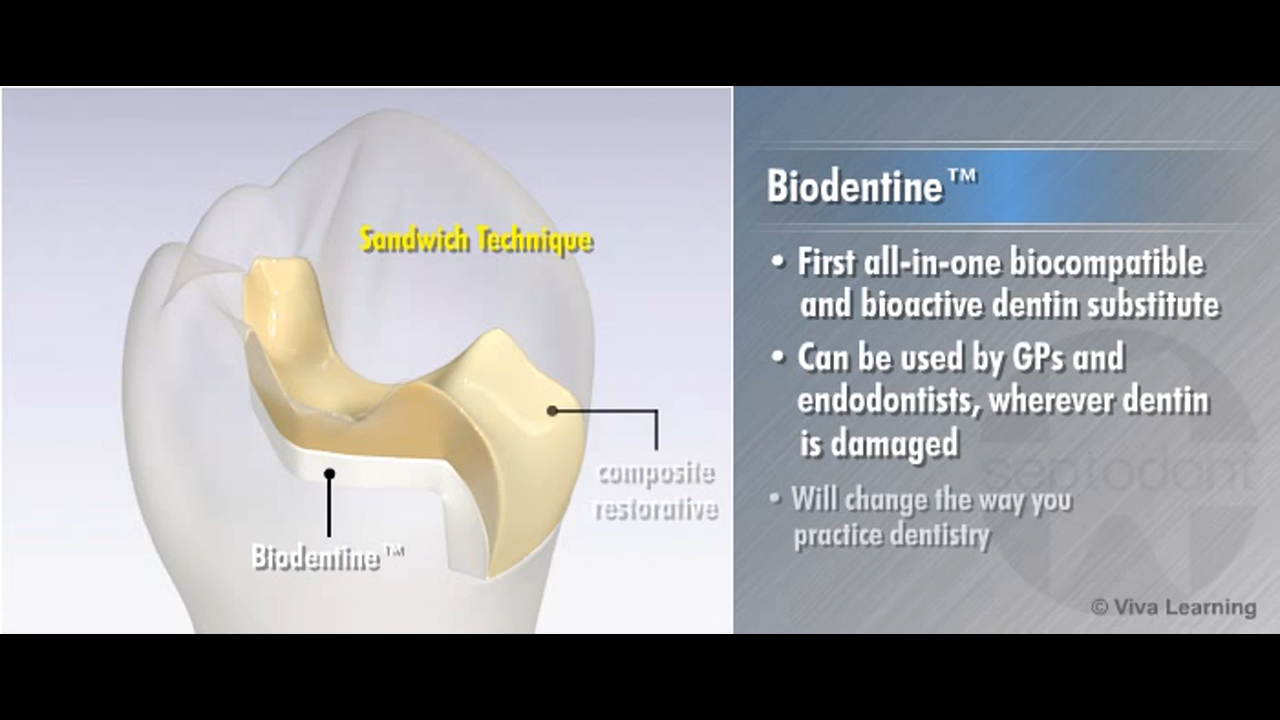 Sandwich Technique
composite
restorative
Biodentine™
Biodentine™
• First all-in-one biocompatible
and bioactive dentin substitute
• Can be used by GPs and
endodontists, wherever dentin
is damaged
• Will change the way you
practice dentistry
septodont
© Viva Learning